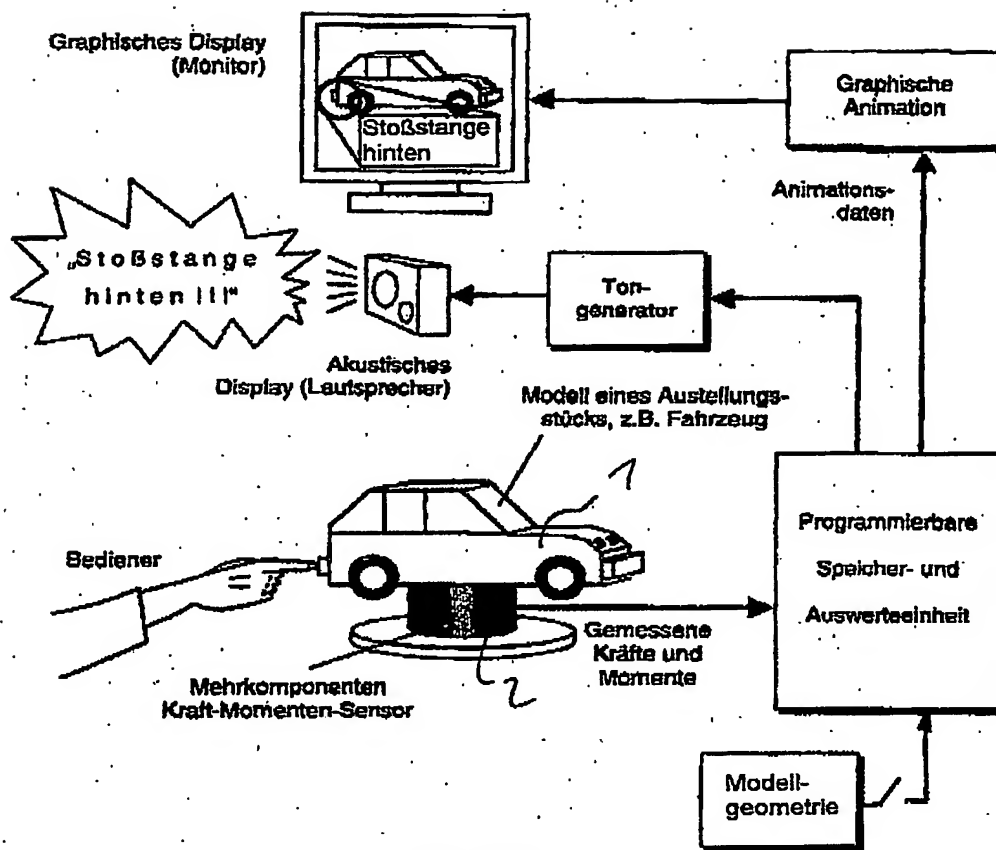 Graphisches Display
(Monitor)
Stoßstange
hinten
Graphische
Animation
Animations-
daten
„Stoßstange
hinten !!!“
Ton-
generator
Akustisches
Display (Lautsprecher)
Modell eines Austellungs-
stücks, z.B. Fahrzeug
1
Programmierbare
Speicher- und
Auswerteeinheit
Bediener
Gemessene
Kräfte und
Momente
2
Mehrkomponenten
Kraft-Momenten-Sensor
Modell-
geometrie